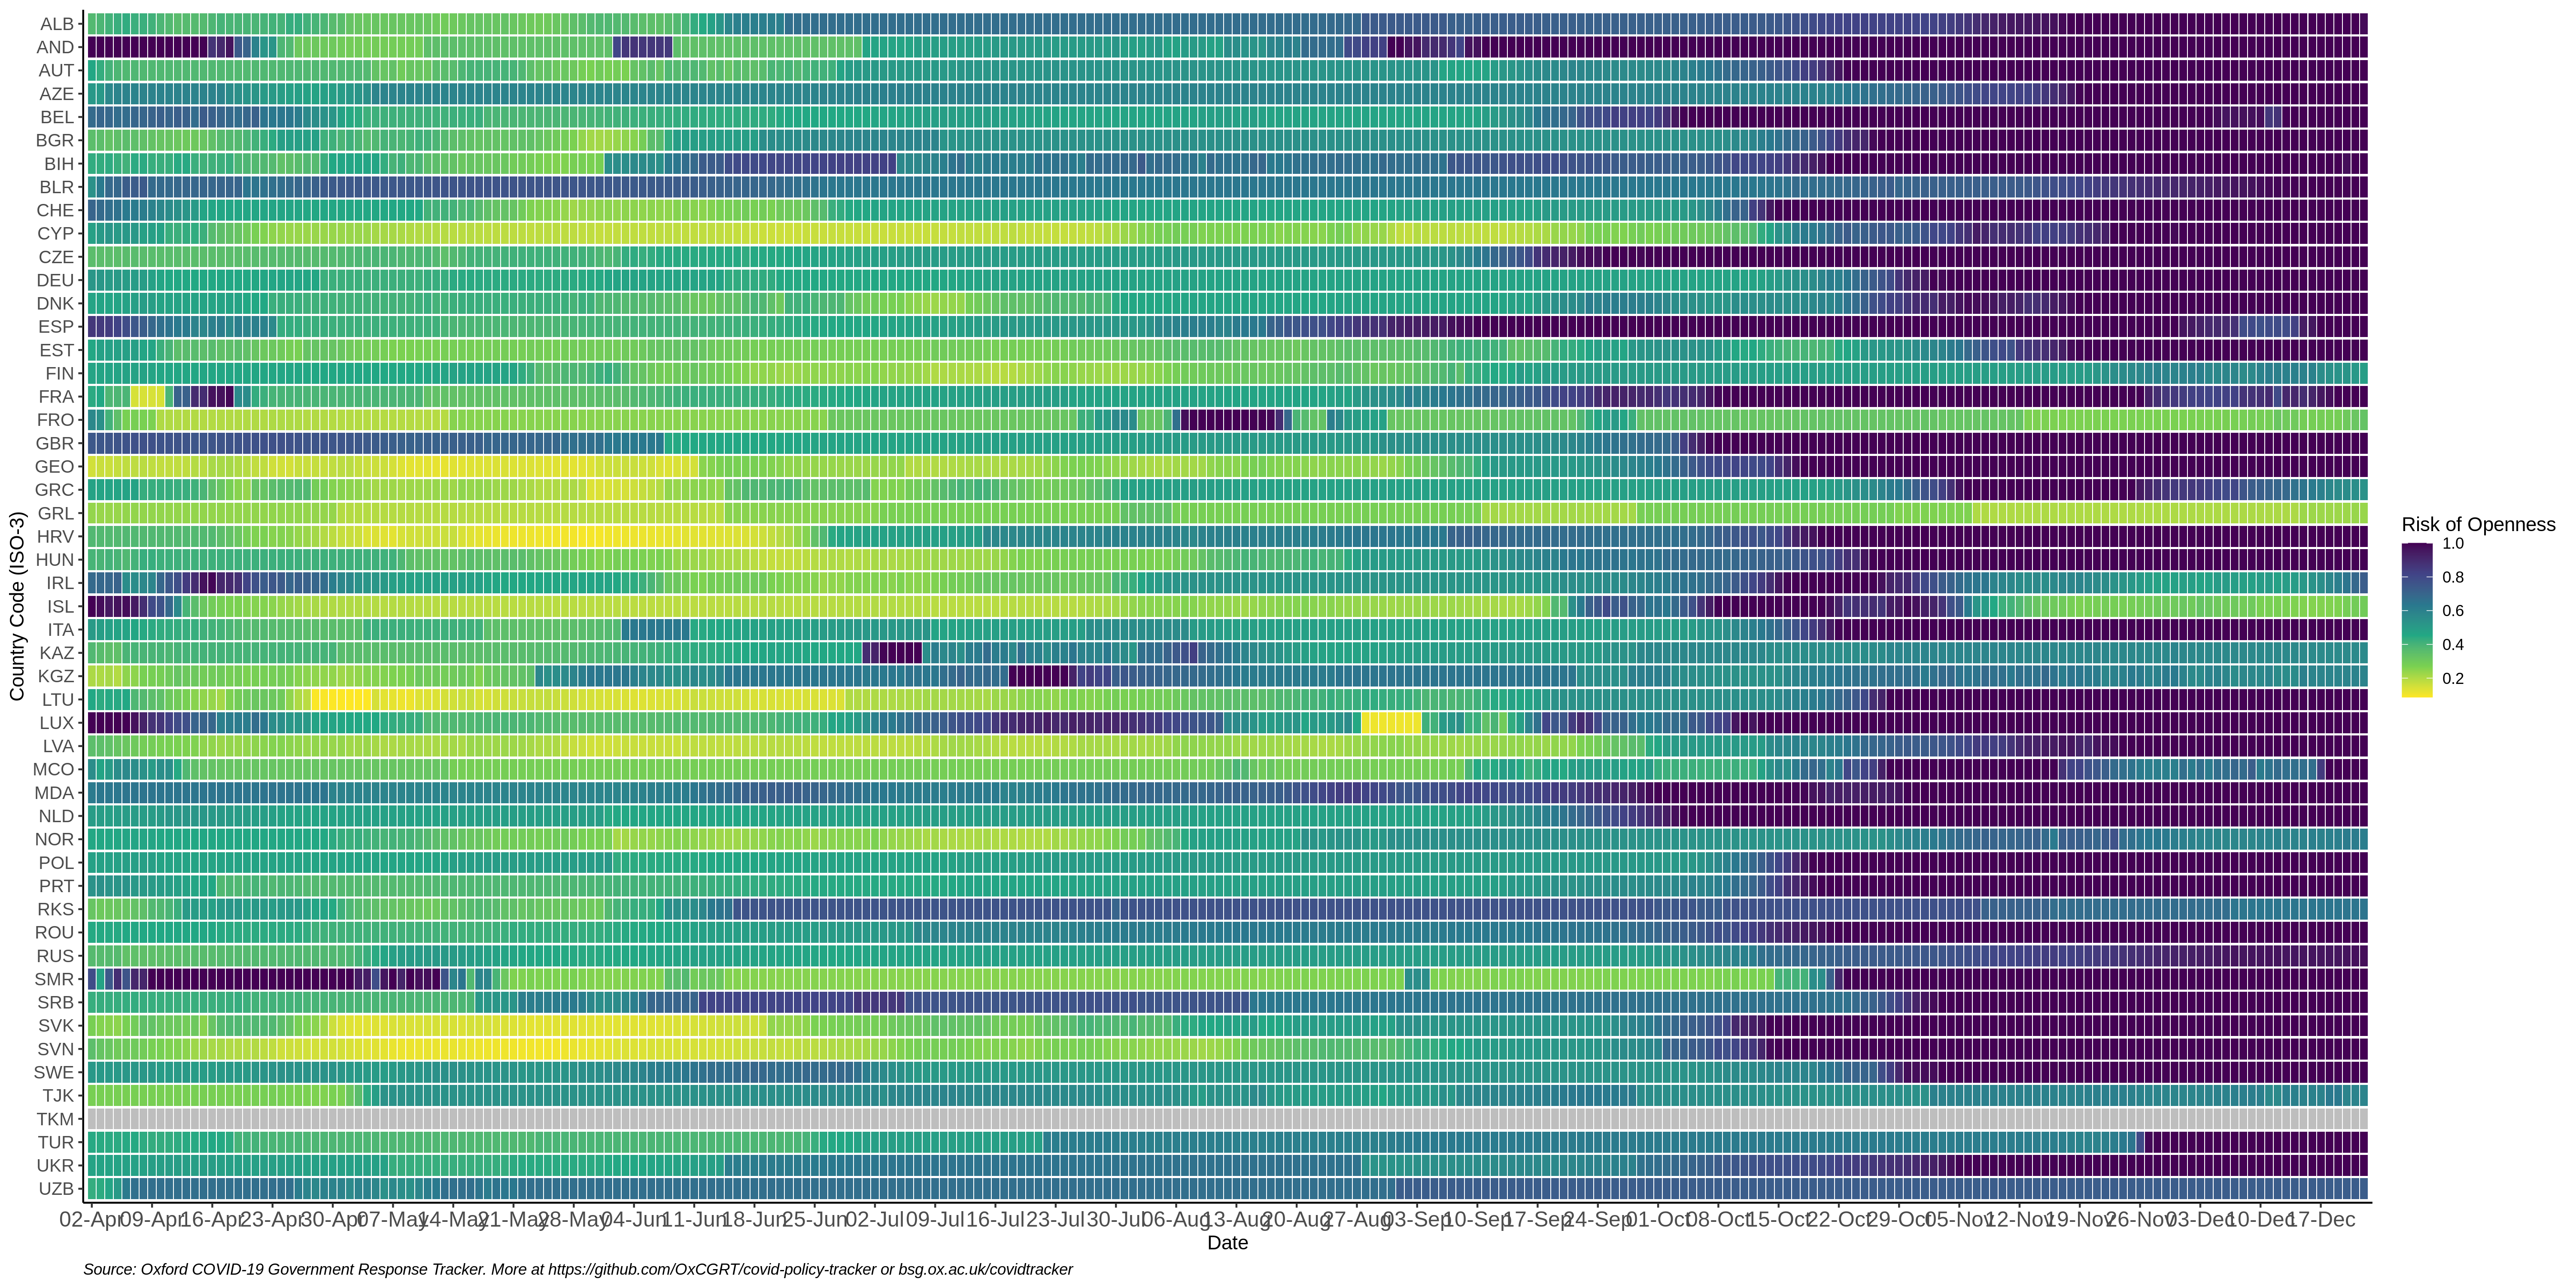 ALB
AND
AUT
AZE
BEL
BGR
BIH
BLR
CHE
CYP
CZE
DEU
DNK
ESP
EST
FIN
FRA
FRO
GBR
GEO
GRC
GRL
HRV
HUN
IRL
ISL
ITA
KAZ
KGZ
LTU
LUX
LVA
MCO
MDA
NLD
NOR
POL
PRT
RKS
ROU
RUS
SMR
SRB
SVK
SVN
SWE
TJK
TKM
TUR
UKR
UZB
Country Code (ISO-3)
02-Apr 09-Apr 16-Apr 23-Apr 30-Apr 07-May 14-May 21-May 28-May 04-Jun 11-Jun 18-Jun 25-Jun 02-Jul 09-Jul 16-Jul 23-Jul 30-Jul 06-Aug 13-Aug 20-Aug 27-Aug 03-Sep 10-Sep 17-Sep 24-Sep 01-Oct 08-Oct 15-Oct 22-Oct 29-Oct 05-Nov 12-Nov 19-Nov 26-Nov 03-Dec 10-Dec 17-Dec
Date
Risk of Openness
1.0
0.8
0.6
0.4
0.2
Source: Oxford COVID-19 Government Response Tracker. More at https://github.com/OxCGRT/covid-policy-tracker or bsg.ox.ac.uk/covidtracker